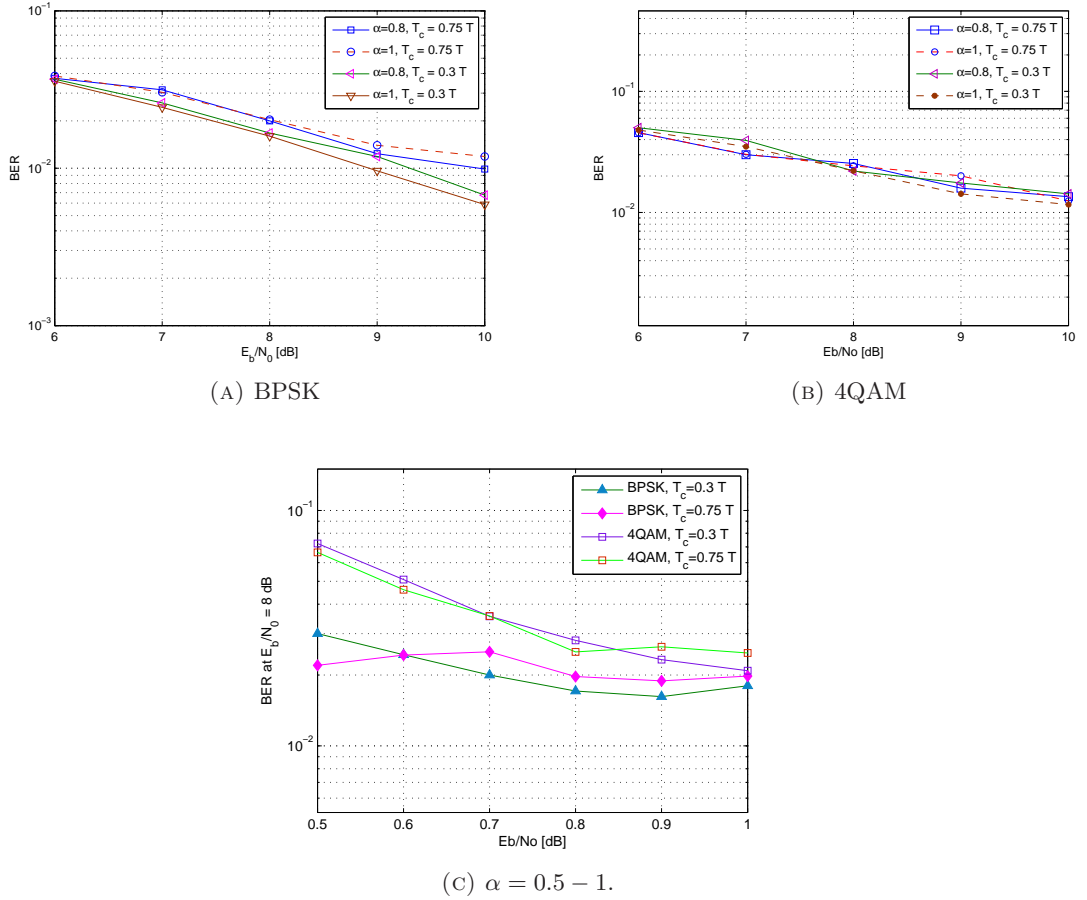 10⁻¹
10⁻²
10⁻³
BER
6 7 8 9 10
E_b/N_0 [dB]
α=0.8, T_c = 0.75 T
α=1, T_c = 0.75 T
α=0.8, T_c = 0.3 T
α=1, T_c = 0.3 T
(A) BPSK
10⁻¹
10⁻²
BER
6 7 8 9 10
Eb/No [dB]
α=0.8, T_c = 0.75 T
α=1, T_c = 0.75 T
α=0.8, T_c = 0.3 T
α=1, T_c = 0.3 T
(B) 4QAM
10⁻¹
10⁻²
BER at E_b/N_0 = 8 dB
0.5 0.6 0.7 0.8 0.9 1
Eb/No [dB]
BPSK, T_c=0.3 T
BPSK, T_c=0.75 T
4QAM, T_c=0.3 T
4QAM, T_c=0.75 T
(C) α = 0.5 − 1.